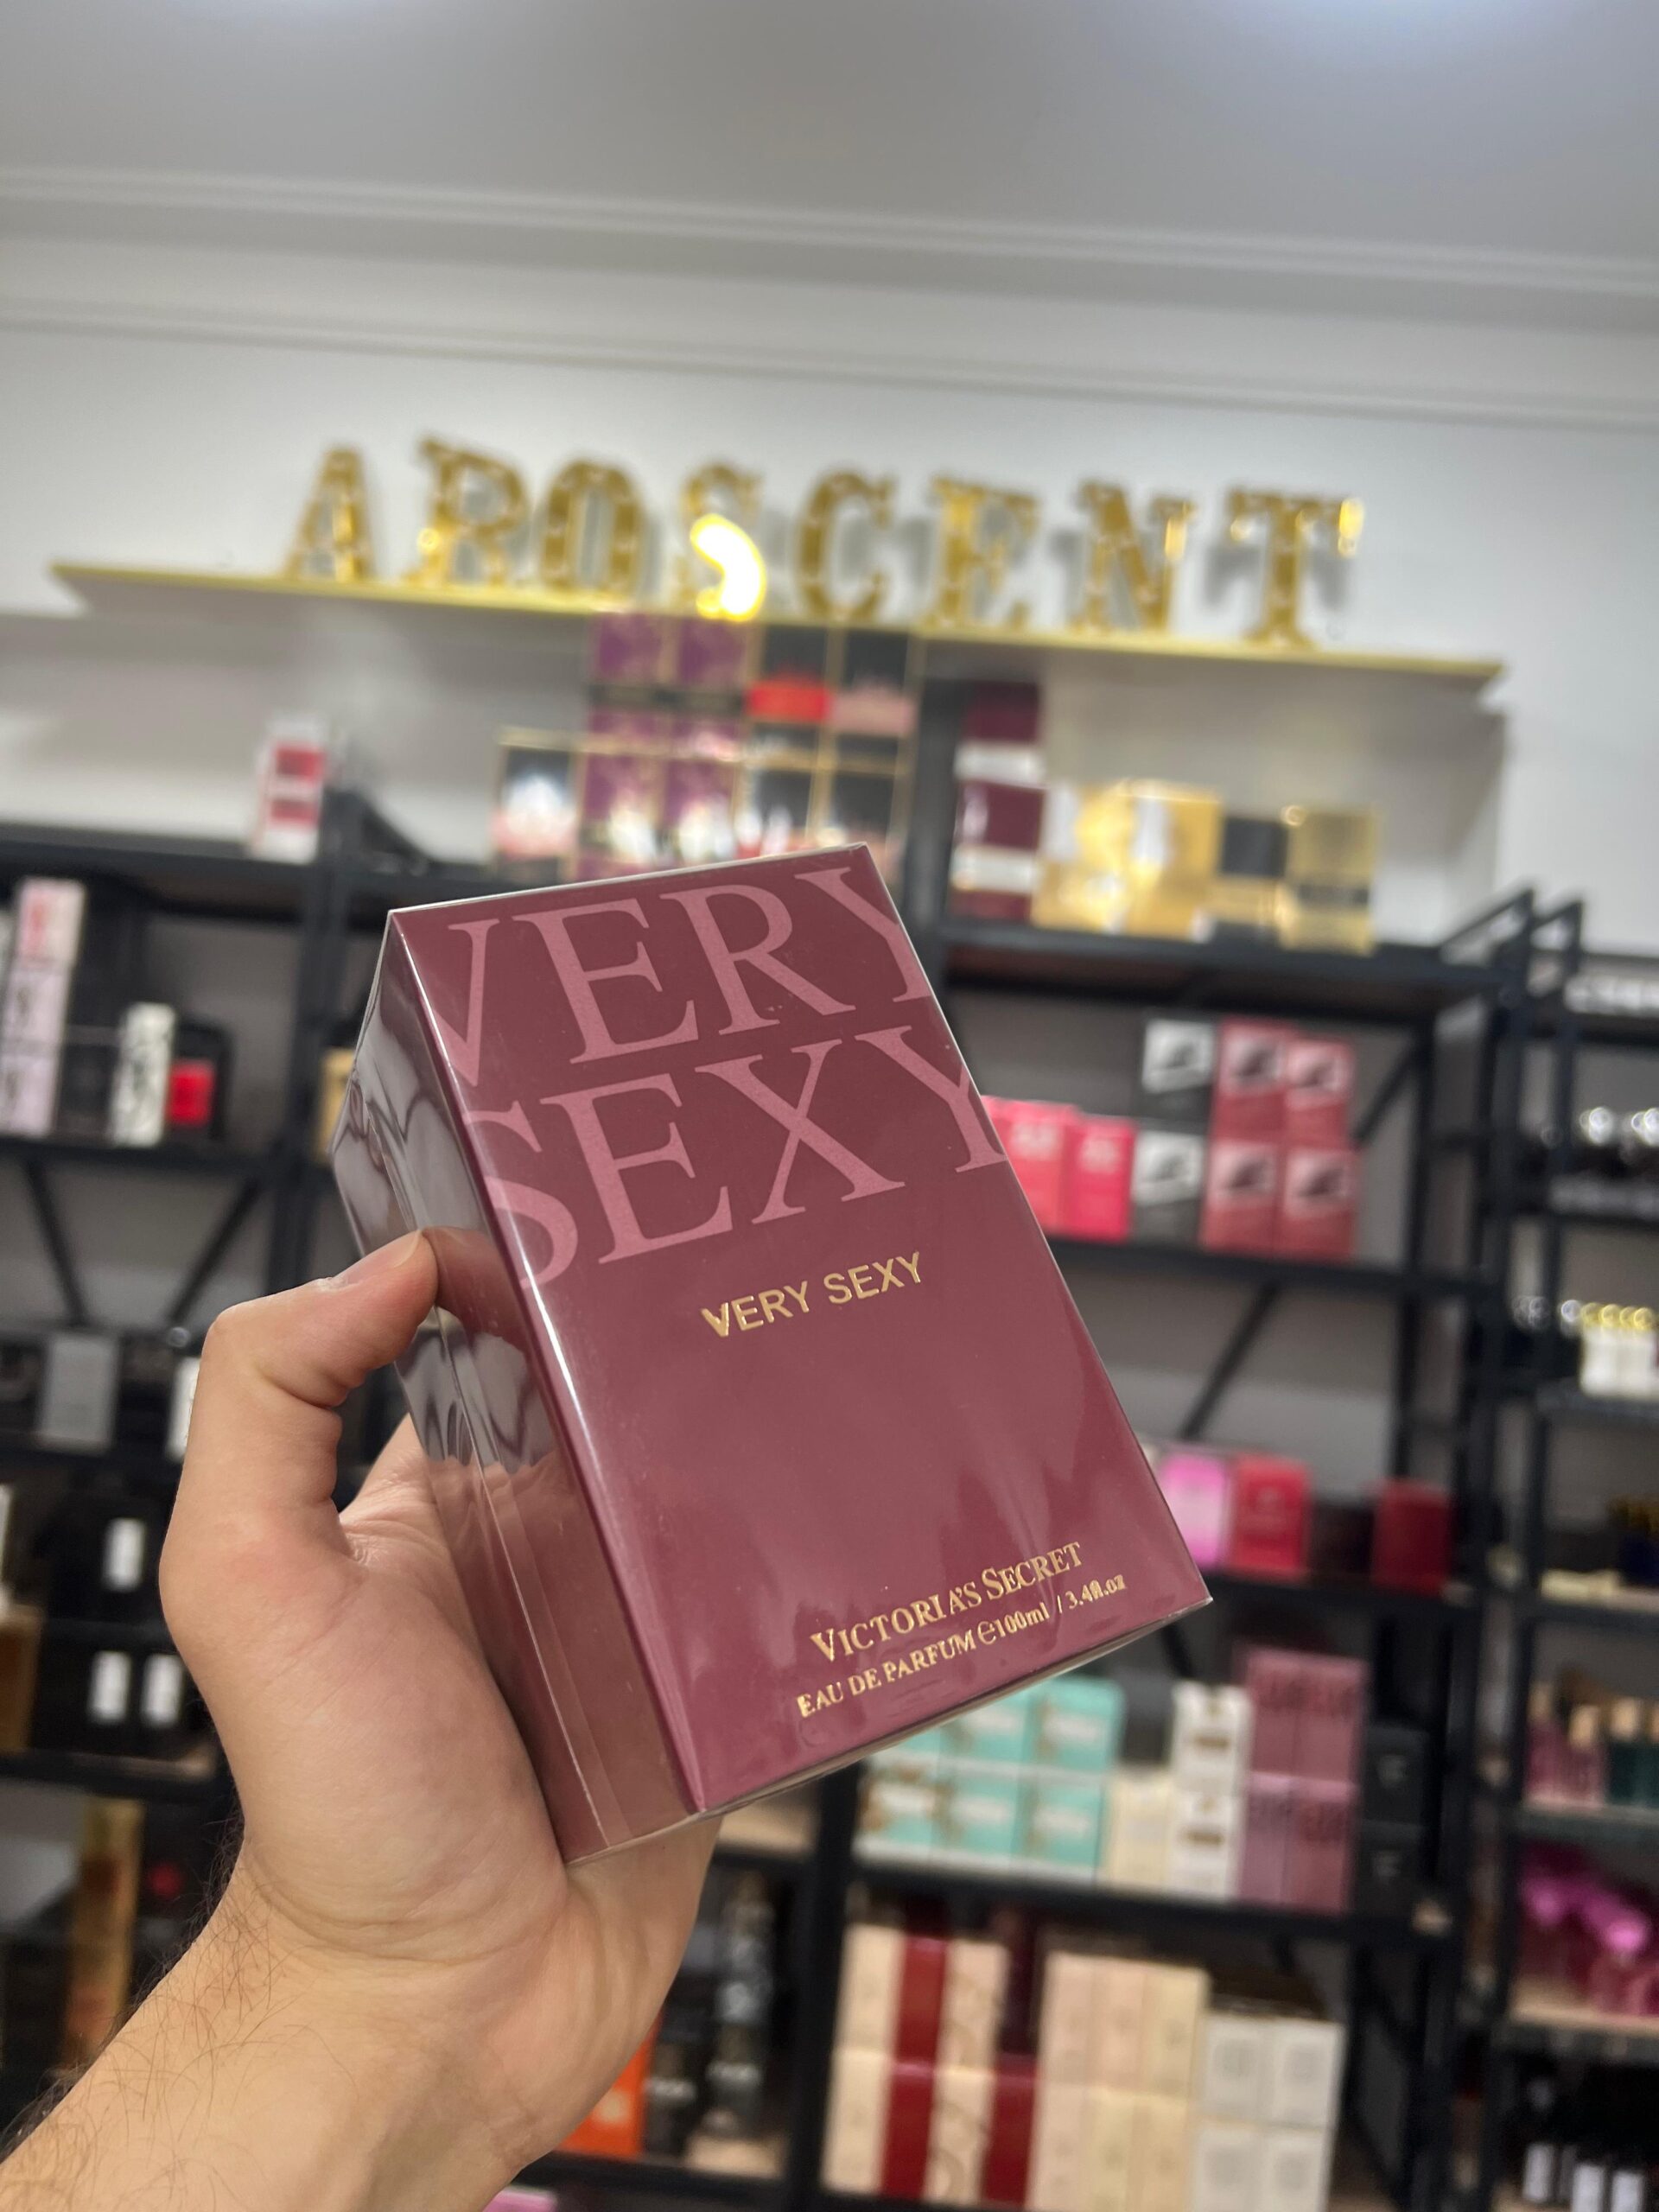 AROSCENT
VERY
SEXY
VERY SEXY
VICTORIA'S SECRET
EAU DE PARFUM ℮100ml / 3.4fl.oz